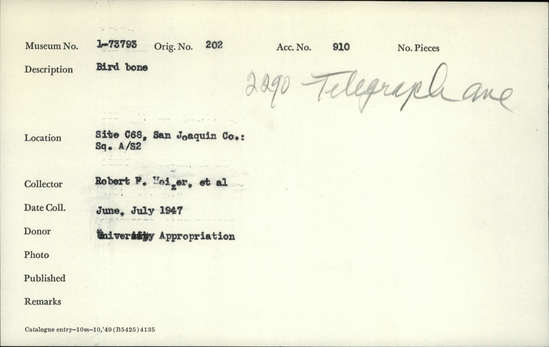 Museum No. 1-73793 Orig. No. 202 Acc. No. 910 No. Pieces
Description Bird bone
2290 Telegraph ave
Location Site C68, San Joaquin Co.:
Sq. A/S2
Collector Robert F. Heizer, et al
Date Coll. June, July 1947
Donor University Appropriation
Photo
Published
Remarks
Catalogue entry—10m—10,'49 (B5425) 4135